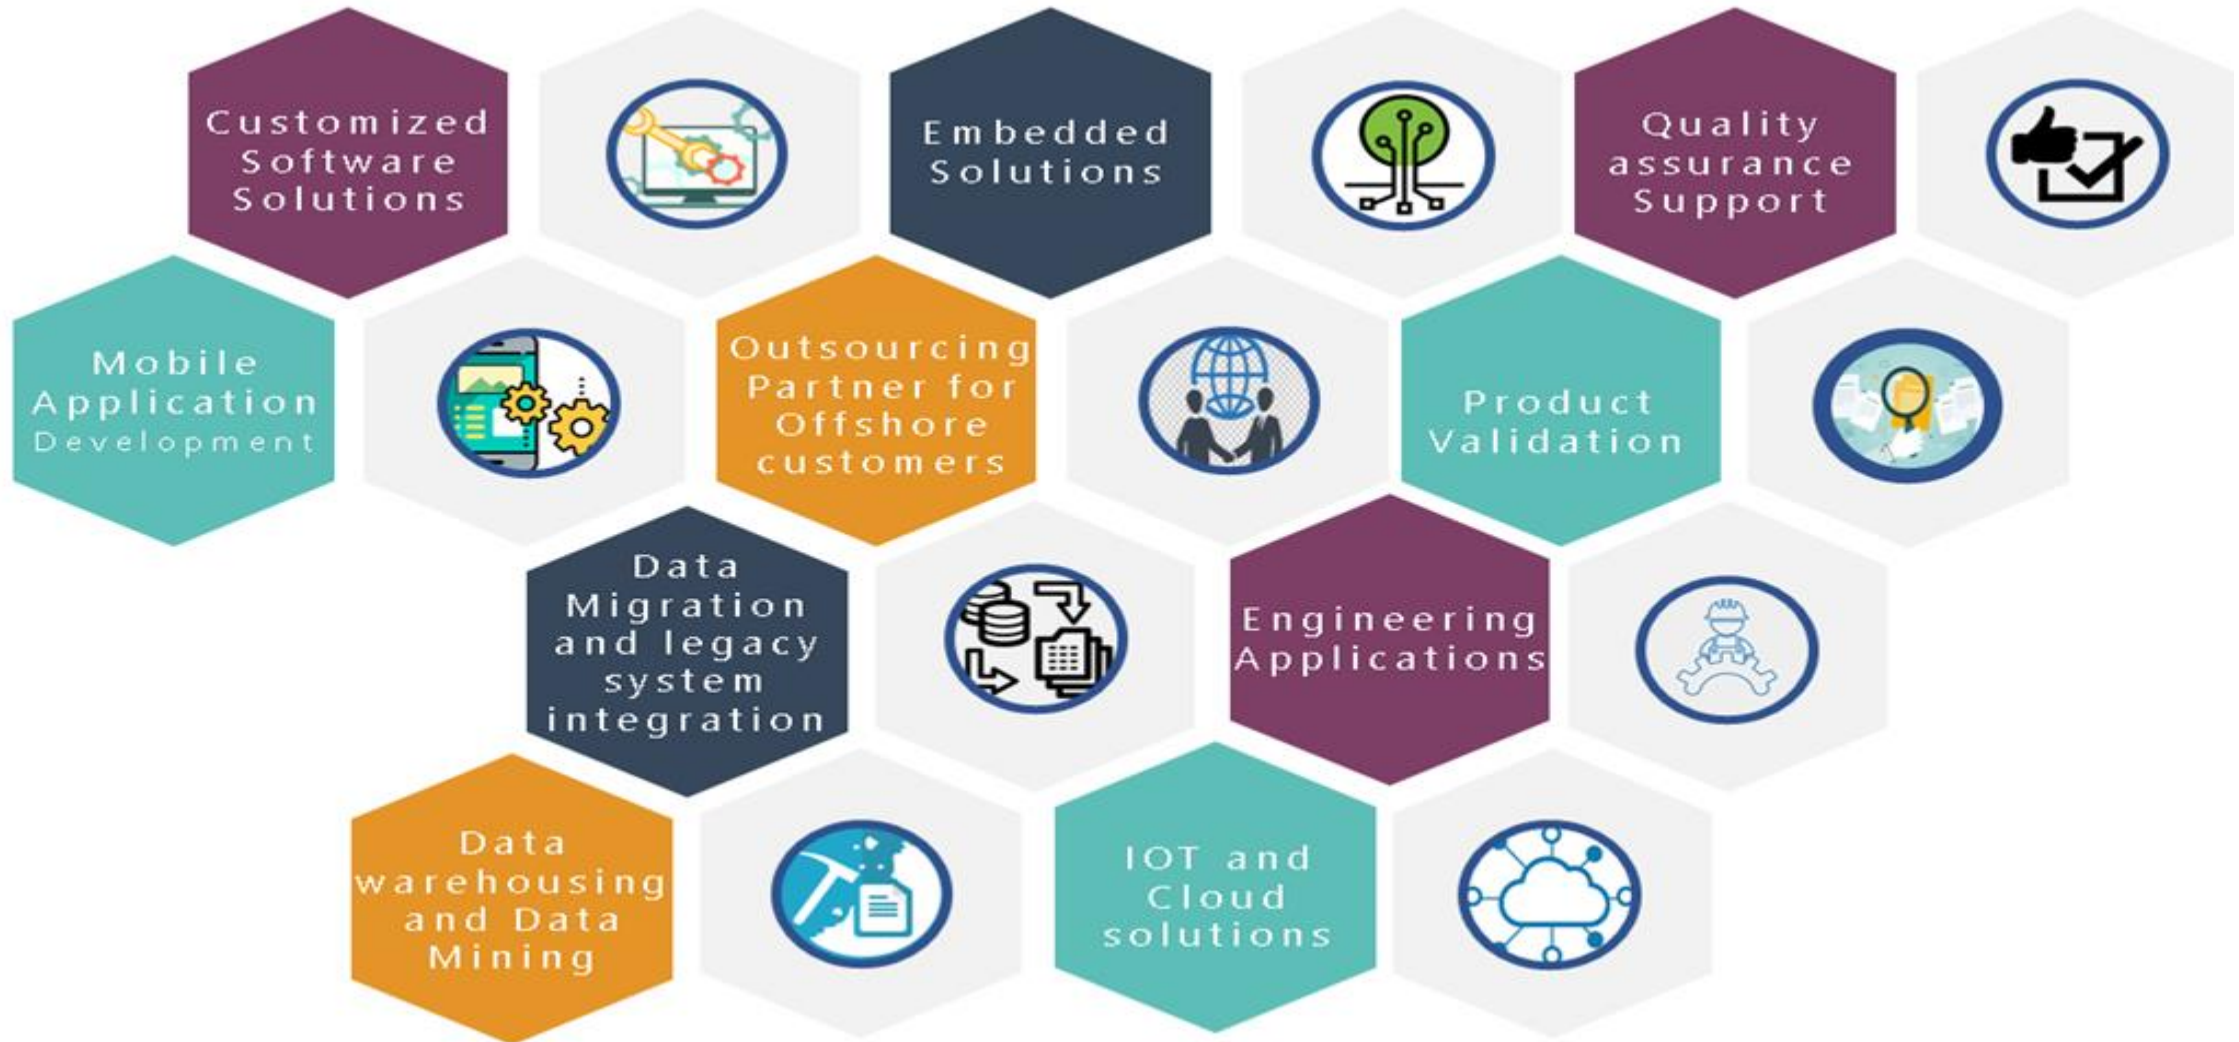 Customized
Software
Solutions
Embedded
Solutions
Quality
assurance
Support
Mobile
Application
Development
Outsourcing
Partner for
Offshore
customers
Product
Validation
Data
Migration
and legacy
system
integration
Engineering
Applications
Data
warehousing
and Data
Mining
IOT and
Cloud
solutions